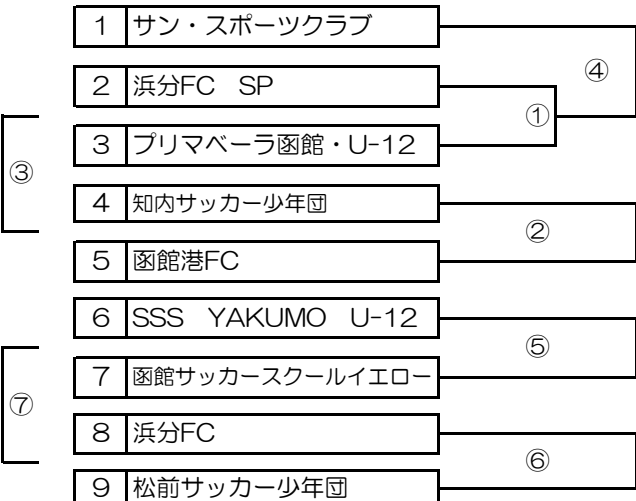 1 サン・スポーツクラブ
④
2 浜分FC SP
①
3 プリマベーラ函館・U-12
③
4 知内サッカー少年団
②
5 函館港FC
6 SSS YAKUMO U-12
⑤
7 函館サッカースクールイエロー
⑦
8 浜分FC
⑥
9 松前サッカー少年団